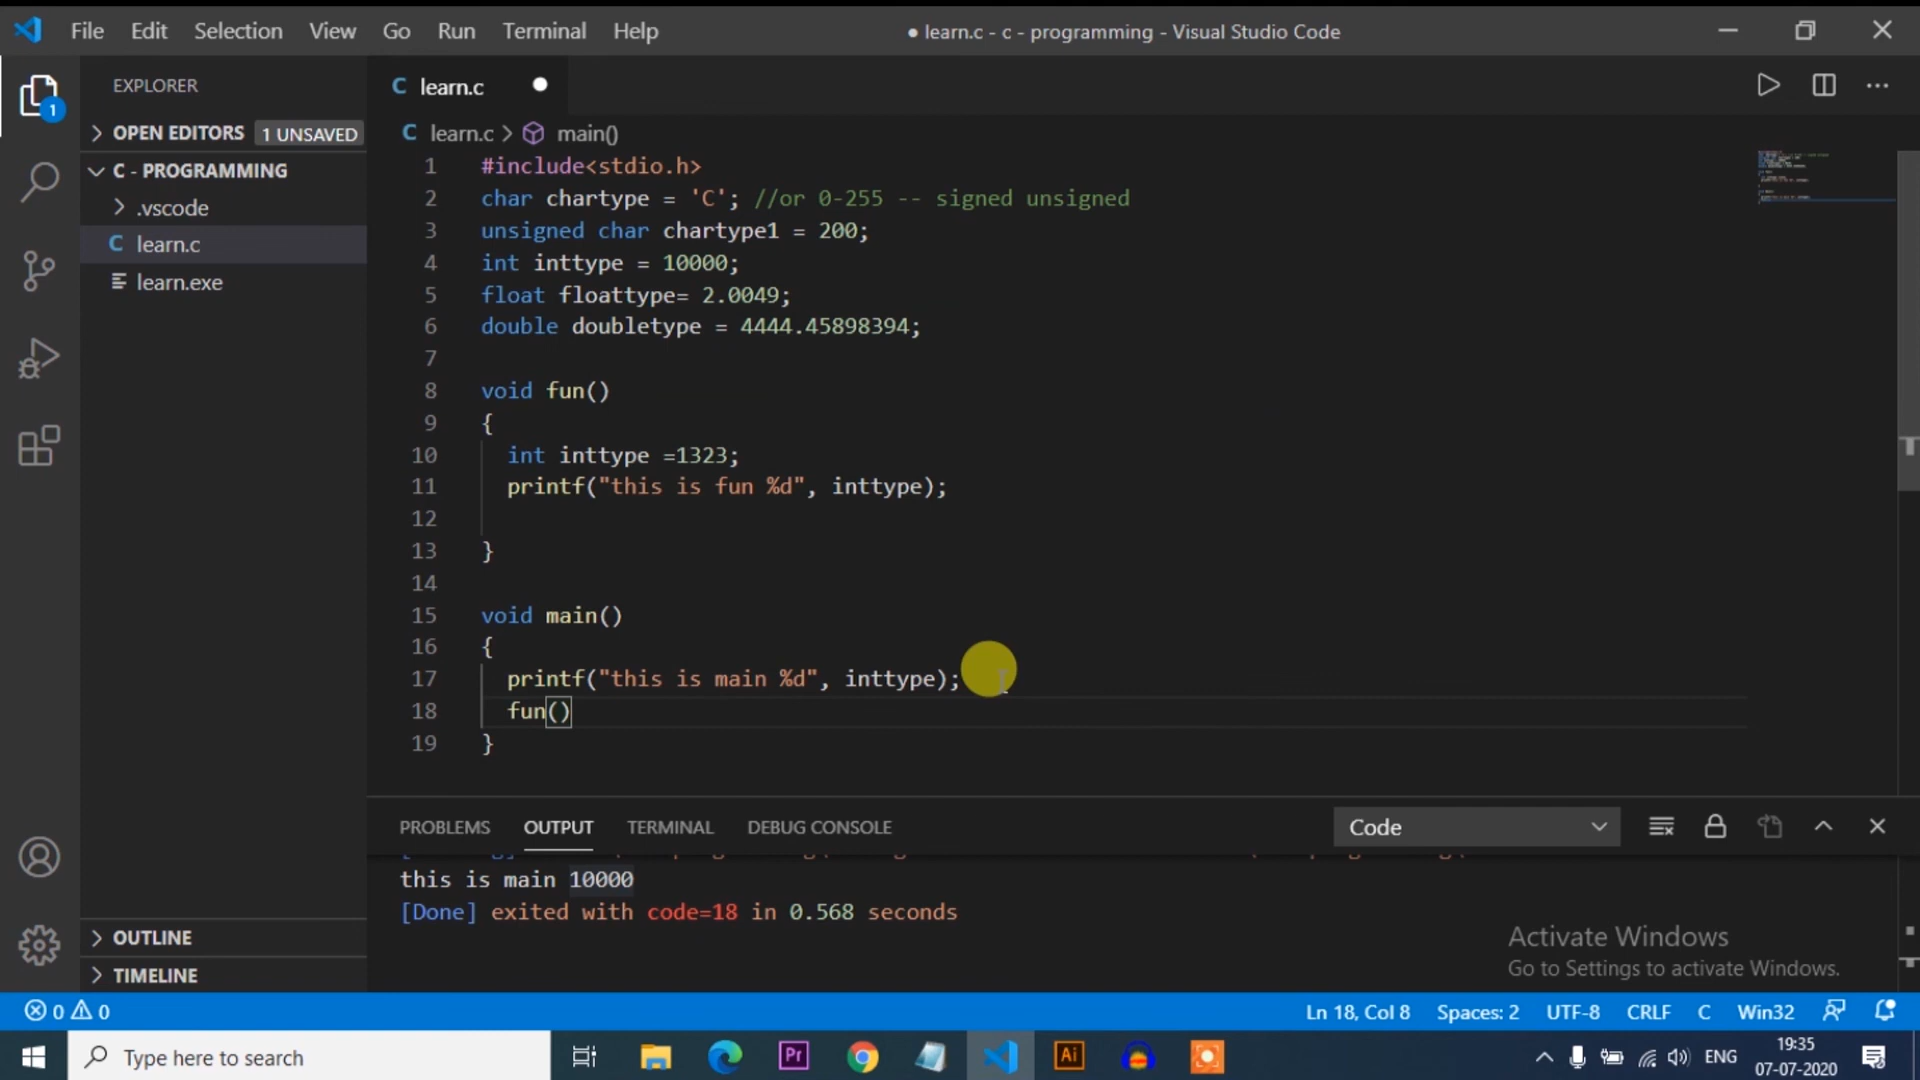 File Edit Selection View Go Run Terminal Help
● learn.c - c - programming - Visual Studio Code
EXPLORER
OPEN EDITORS 1 UNSAVED
C - PROGRAMMING
.vscode
C learn.c
learn.exe
OUTLINE
TIMELINE
1
C learn.c
C learn.c > main()
1 #include<stdio.h>
2 char chartype = 'C'; //or 0-255 -- signed unsigned
3 unsigned char chartype1 = 200;
4 int inttype = 10000;
5 float floattype= 2.0049;
6 double doubletype = 4444.45898394;
7
8 void fun()
9 {
10 int inttype =1323;
11 printf("this is fun %d", inttype);
12
13 }
14
15 void main()
16 {
17 printf("this is main %d", inttype);
18 fun()
19 }
PROBLEMS OUTPUT TERMINAL DEBUG CONSOLE
Code
this is main 10000
[Done] exited with code=18 in 0.568 seconds
Activate Windows
Go to Settings to activate Windows.
0 0
Ln 18, Col 8 Spaces: 2 UTF-8 CRLF C Win32
Type here to search
Pr
Ai
ENG
19:35
07-07-2020